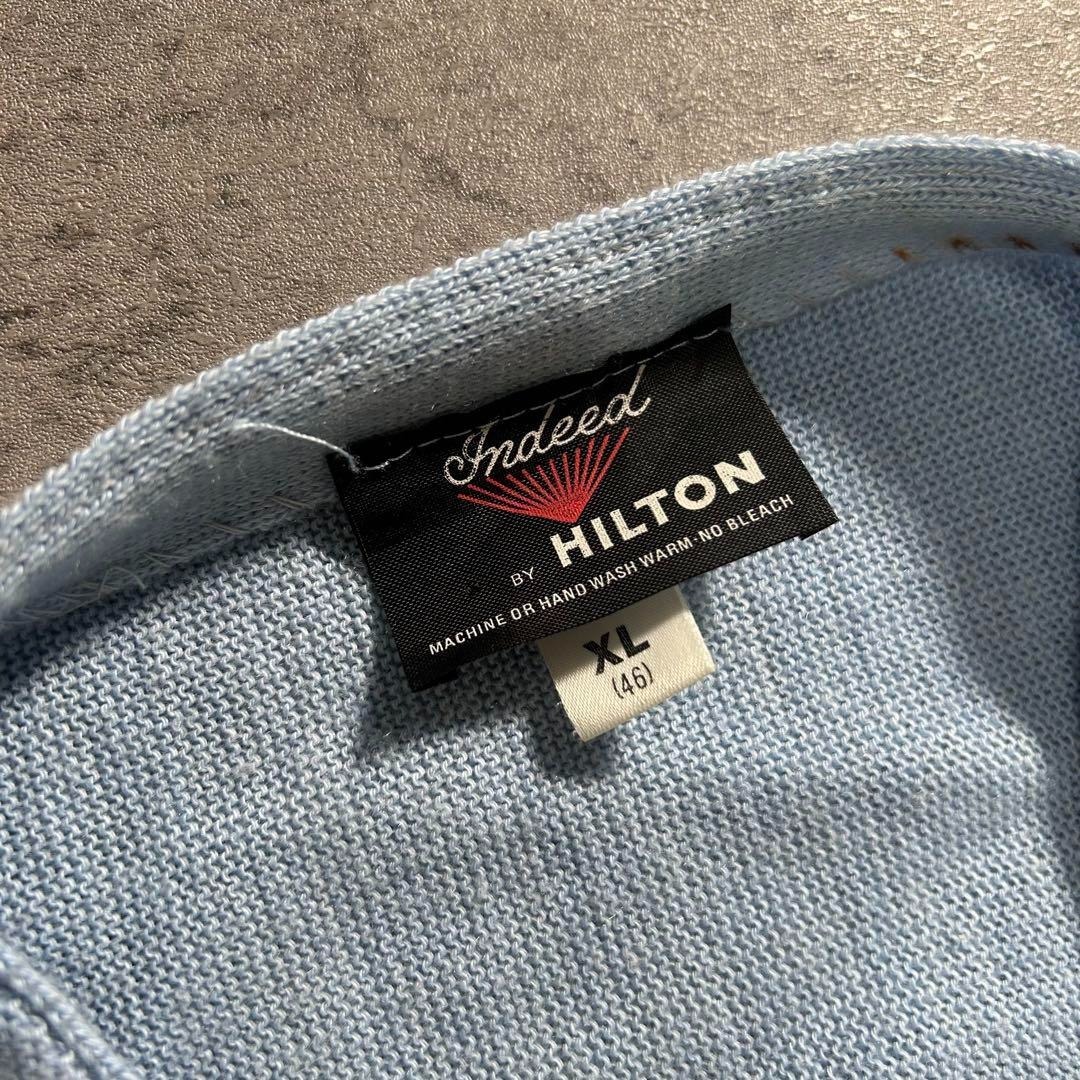 Indeed
BY HILTON
MACHINE OR HAND WASH WARM·NO BLEACH
XL
(46)